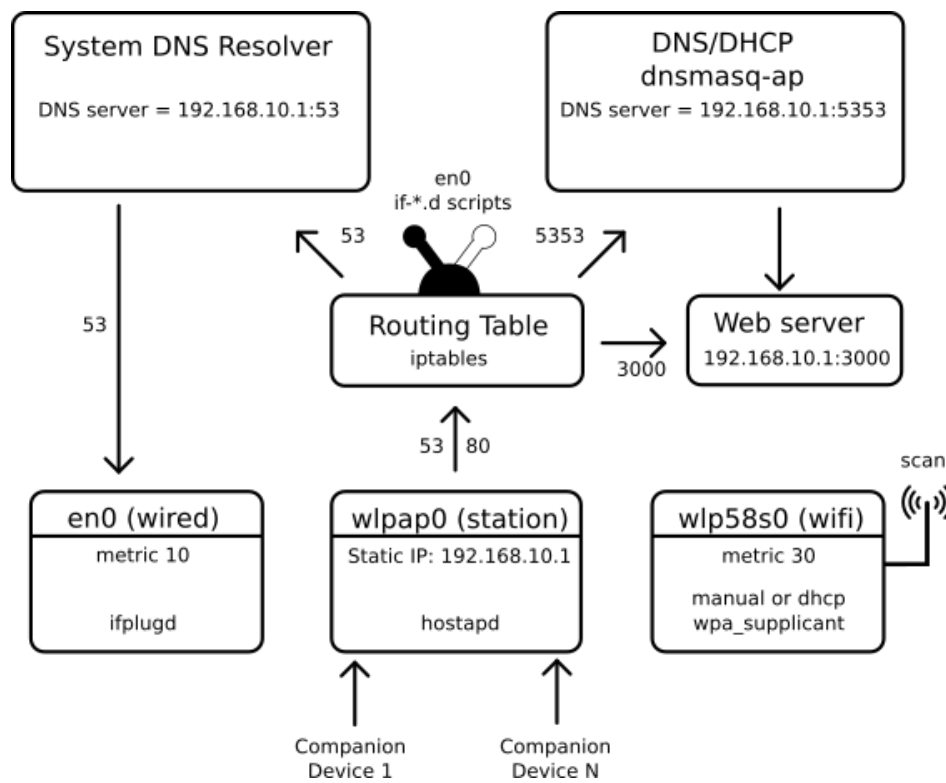 System DNS Resolver
DNS server = 192.168.10.1:53
DNS/DHCP
dnsmasq-ap
DNS server = 192.168.10.1:5353
en0
if-*.d scripts
53
5353
53
Routing Table
iptables
3000
Web server
192.168.10.1:3000
53
80
scan
en0 (wired)
metric 10
ifplugd
wlpap0 (station)
Static IP: 192.168.10.1
hostapd
wlp58s0 (wifi)
metric 30
manual or dhcp
wpa_supplicant
Companion
Device 1
Companion
Device N